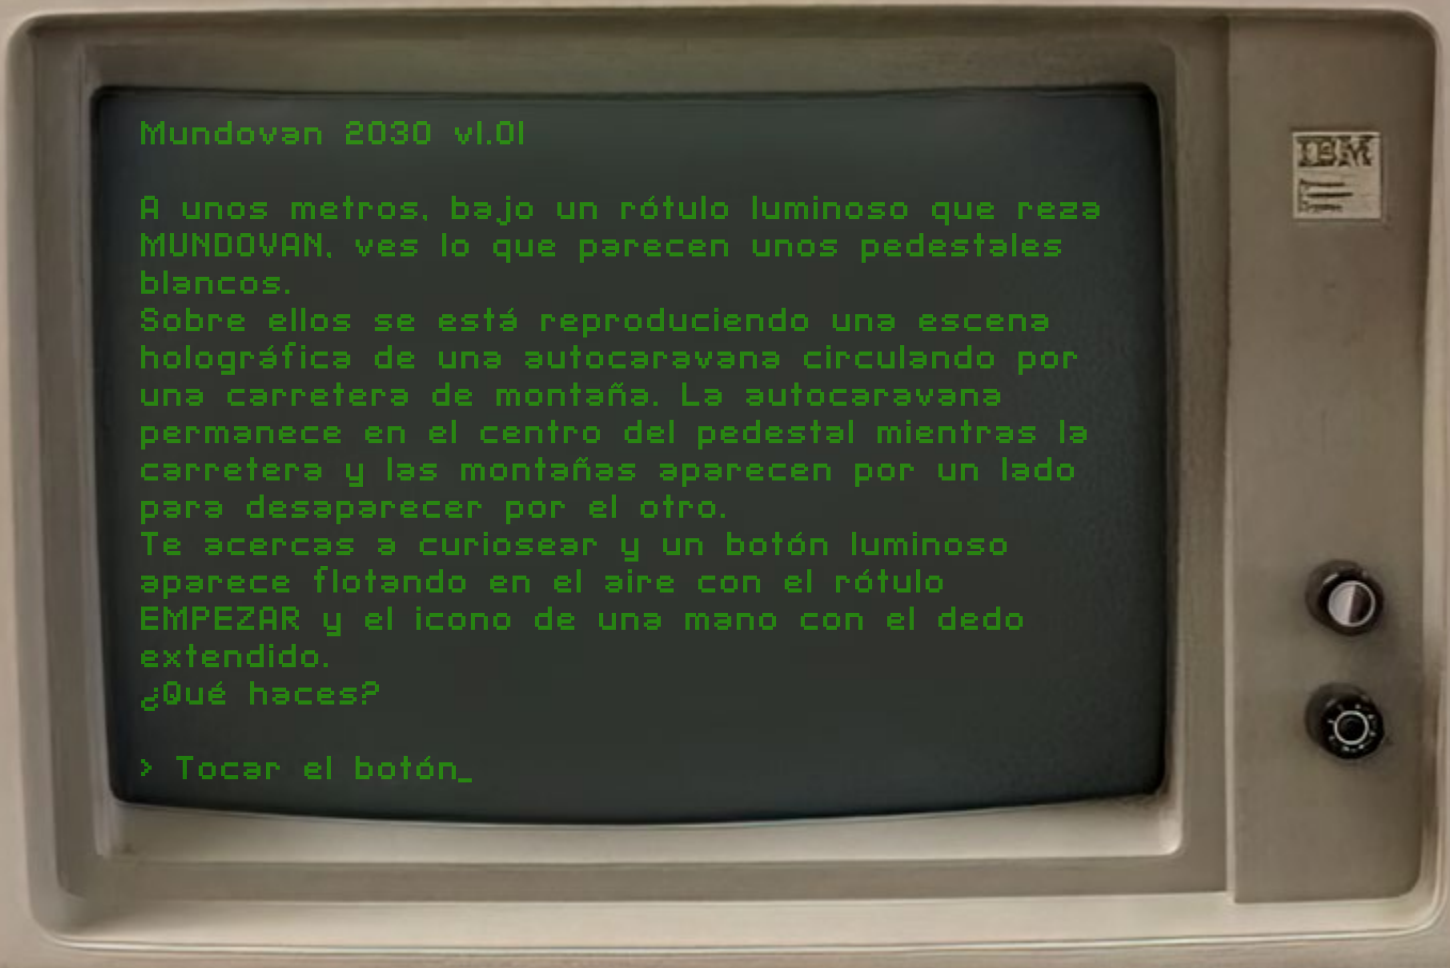 Mundovan 2030 v1.01
A unos metros, bajo un rótulo luminoso que reza
MUNDOVAN, ves lo que parecen unos pedestales
blancos.
Sobre ellos se está reproduciendo una escena
holográfica de una autocaravana circulando por
una carretera de montaña. La autocaravana
permanece en el centro del pedestal mientras la
carretera y las montañas aparecen por un lado
para desaparecer por el otro.
Te acercas a curiosear y un botón luminoso
aparece flotando en el aire con el rótulo
EMPEZAR y el icono de una mano con el dedo
extendido.
¿Qué haces?
> Tocar el botón_
IBM